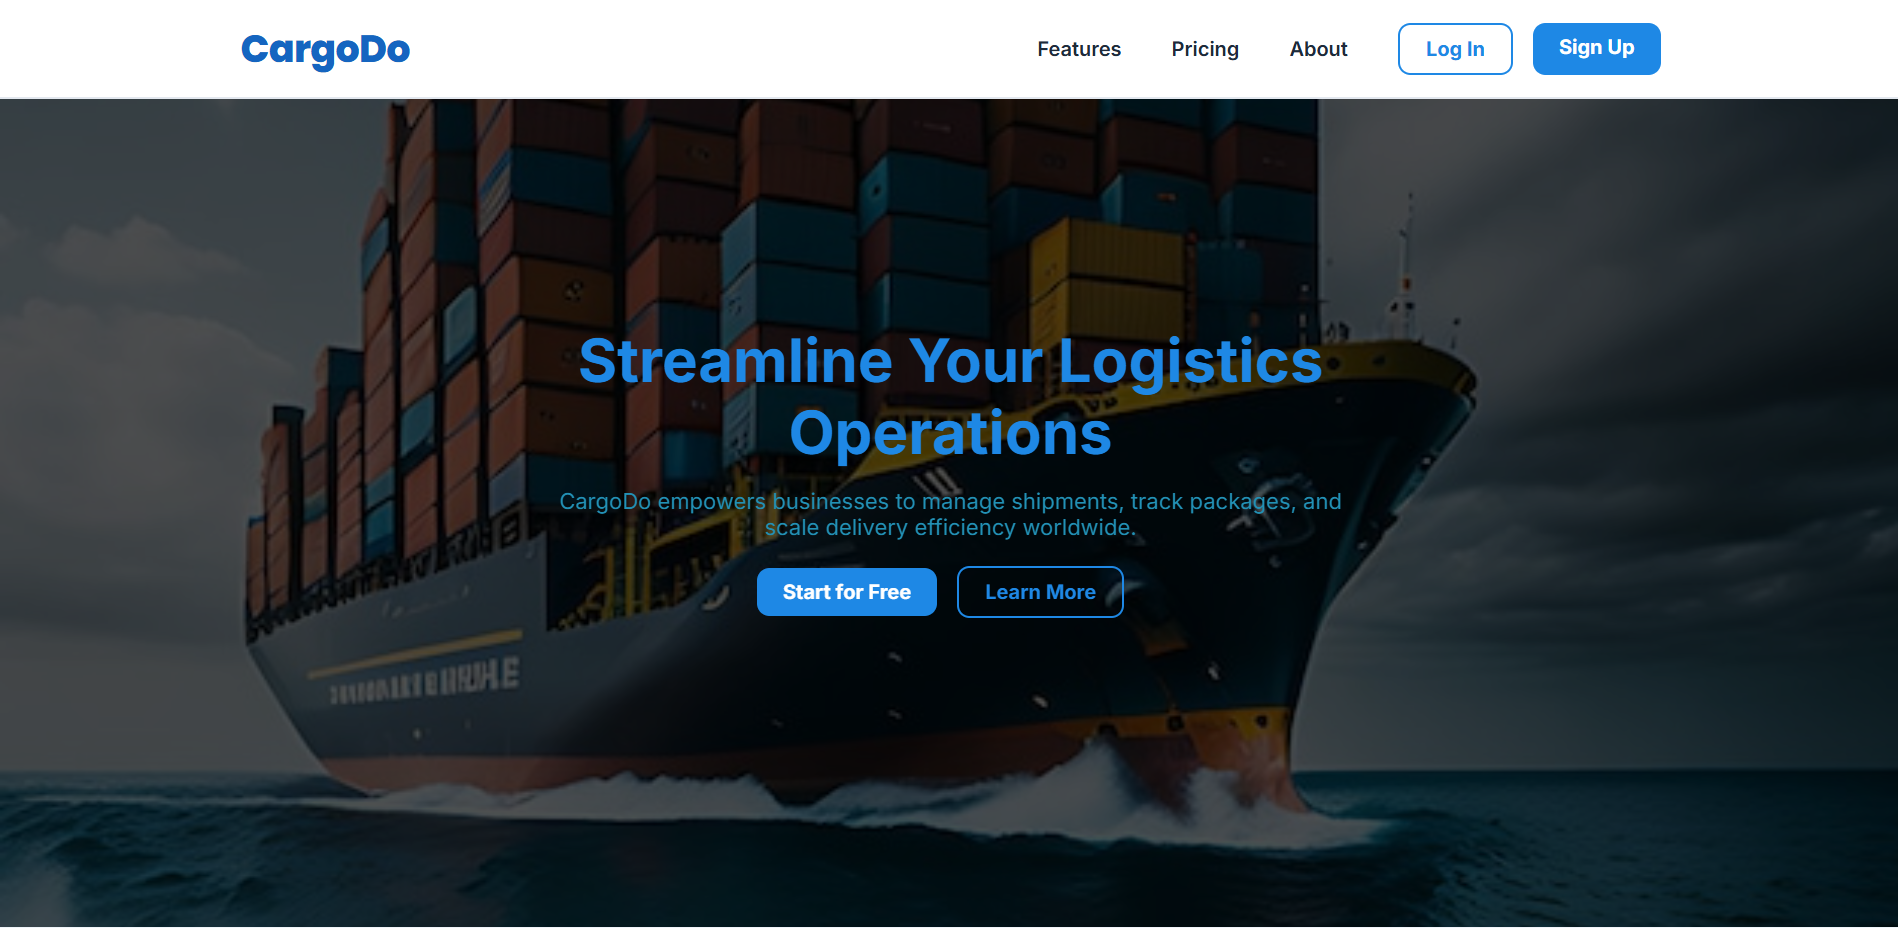 CargoDo
Features
Pricing
About
Log In
Sign Up
Streamline Your Logistics
Operations
CargoDo empowers businesses to manage shipments, track packages, and
scale delivery efficiency worldwide.
Start for Free
Learn More